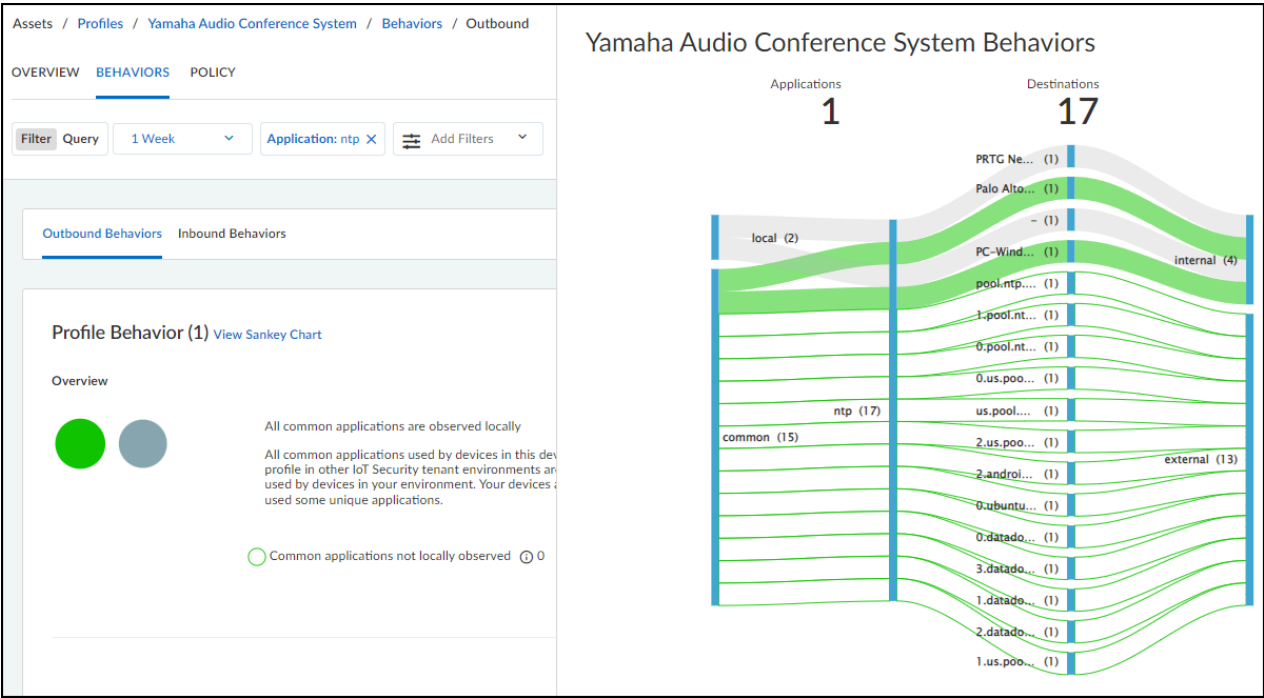 Assets / Profiles / Yamaha Audio Conference System / Behaviors / Outbound
OVERVIEW BEHAVIORS POLICY
Filter Query 1 Week Application: ntp X Add Filters
Outbound Behaviors Inbound Behaviors
Profile Behavior (1) View Sankey Chart
Overview
All common applications are observed locally
All common applications used by devices in this dev
profile in other IoT Security tenant environments are
used by devices in your environment. Your devices a
used some unique applications.
Common applications not locally observed 0
Yamaha Audio Conference System Behaviors
Applications
1
Destinations
17
local (2)
common (15)
ntp (17)
PRTG Ne... (1)
Palo Alto... (1)
– (1)
PC-Wind... (1)
pool.ntp.... (1)
1.pool.nt... (1)
0.pool.nt... (1)
0.us.poo... (1)
us.pool.... (1)
2.us.poo... (1)
2.androi... (1)
0.ubuntu... (1)
0.datado... (1)
3.datado... (1)
1.datado... (1)
2.datado... (1)
1.us.poo... (1)
internal (4)
external (13)